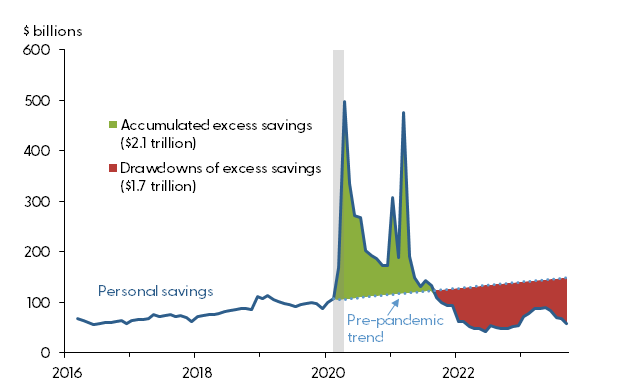 $ billions
600
500
400
300
200
100
0
Accumulated excess savings
($2.1 trillion)
Drawdowns of excess savings
($1.7 trillion)
Personal savings
Pre-pandemic
trend
2016
2018
2020
2022